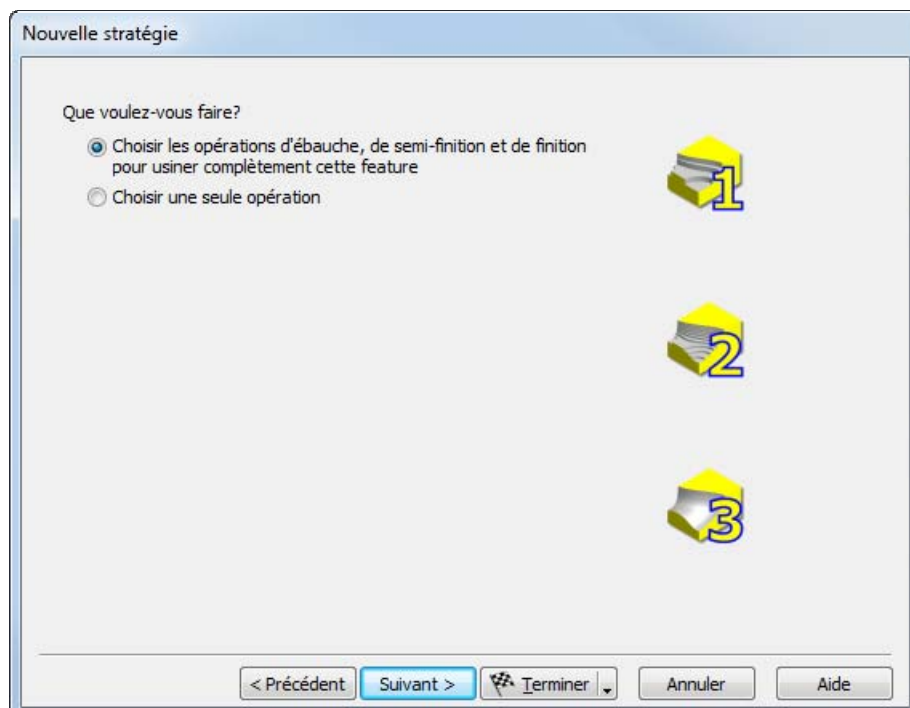 Nouvelle stratégie
Que voulez-vous faire?
Choisir les opérations d'ébauche, de semi-finition et de finition
pour usiner complètement cette feature
Choisir une seule opération
1
2
3
< Précédent Suivant > Terminer Annuler Aide